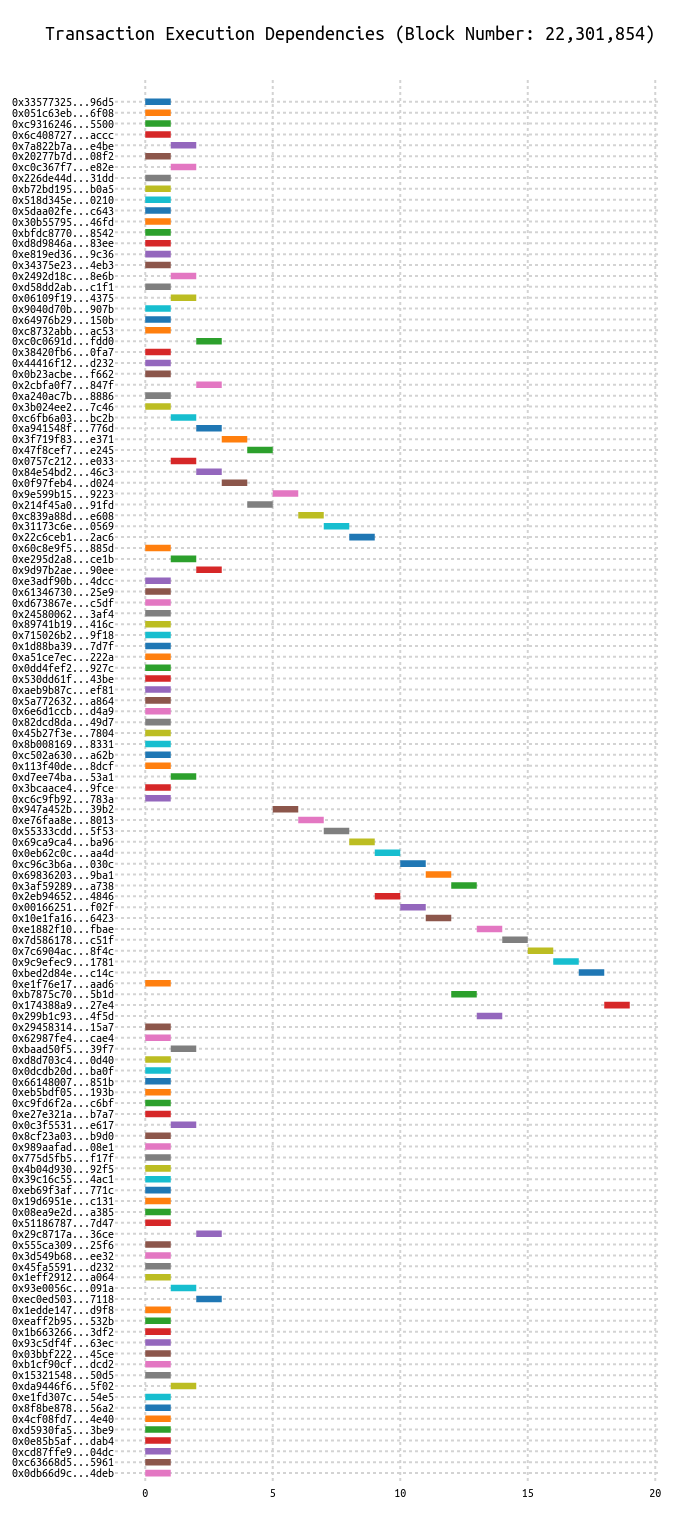 Transaction Execution Dependencies (Block Number: 22,301,854)
0x33577325...96d5
0x051c63eb...6f08
0xc9316246...5500
0x6c408727...accc
0x7a822b7a...e4be
0x20277b7d...08f2
0xc0c367f7...e82e
0x226de44d...31dd
0xb72bd195...b0a5
0x518d345e...0210
0x5daa02fe...c643
0x30b55795...46fd
0xbfdc8770...8542
0xd8d9846a...83ee
0xe819ed36...9c36
0x34375e23...4eb3
0x2492d18c...8e6b
0xd58dd2ab...c1f1
0x06109f19...4375
0x9040d70b...907b
0x64976b29...150b
0xc8732abb...ac53
0xc0c0691d...fdd0
0x38420fb6...0fa7
0x44416f12...d232
0x0b23acbe...f662
0x2cbfa0f7...847f
0xa240ac7b...8886
0x3b024ee2...7c46
0xc6fb6a03...bc2b
0xa941548f...776d
0x3f719f83...e371
0x47f8cef7...e245
0x0757c212...e033
0x84e54bd2...46c3
0x0f97feb4...d024
0x9e599b15...9223
0x214f45a0...91fd
0xc839a88d...e608
0x31173c6e...0569
0x22c6ceb1...2ac6
0x60c8e9f5...885d
0xe295d2a8...ce1b
0x9d97b2ae...90ee
0xe3adf90b...4dcc
0x61346730...25e9
0xd673867e...c5df
0x24580062...3af4
0x89741b19...416c
0x715026b2...9f18
0x1d88ba39...7d7f
0xa51ce7ec...222a
0x0dd4fef2...927c
0x530dd61f...43be
0xaeb9b87c...ef81
0x5a772632...a864
0x6e6d1ccb...d4a9
0x82dcd8da...49d7
0x45b27f3e...7804
0x8b008169...8331
0xc502a630...a62b
0x113f40de...8dcf
0xd7ee74ba...53a1
0x3bcaace4...9fce
0xc6c9fb92...783a
0x947a452b...39b2
0xe76faa8e...8013
0x55333cdd...5f53
0x69ca9ca4...ba96
0x0eb62c0c...aa4d
0xc96c3b6a...030c
0x69836203...9ba1
0x3af59289...a738
0x2eb94652...4846
0x00166251...f02f
0x10e1fa16...6423
0xe1882f10...fbae
0x7d586178...c51f
0x7c6904ac...8f4c
0x9c9efec9...1781
0xbed2d84e...c14c
0xe1f76e17...aad6
0xb7875c70...5b1d
0x174388a9...27e4
0x299b1c93...4f5d
0x29458314...15a7
0x62987fe4...cae4
0xbaad50f5...39f7
0xd8d703c4...0d40
0x0dcdb20d...ba0f
0x66148007...851b
0xeb5bdf05...193b
0xc9fd6f2a...c6bf
0xe27e321a...b7a7
0x0c3f5531...e617
0x8cf23a03...b9d0
0x989aafad...08e1
0x775d5fb5...f17f
0x4b04d930...92f5
0x39c16c55...4ac1
0xeb69f3af...771c
0x19d6951e...c131
0x08ea9e2d...a385
0x51186787...7d47
0x29c8717a...36ce
0x555ca309...25f6
0x3d549b68...ee32
0x45fa5591...d232
0x1eff2912...a064
0x93e0056c...091a
0xec0ed503...7118
0x1edde147...d9f8
0xeaff2b95...532b
0x1b663266...3df2
0x93c5df4f...63ec
0x03bbf222...45ce
0xb1cf90cf...dcd2
0x15321548...50d5
0xda9446f6...5f02
0xe1fd307c...54e5
0x8f8be878...56a2
0x4cf08fd7...4e40
0xd5930fa5...3be9
0x0e85b5af...dab4
0xcd87ffe9...04dc
0xc63668d5...5961
0x0db66d9c...4deb
0 5 10 15 20